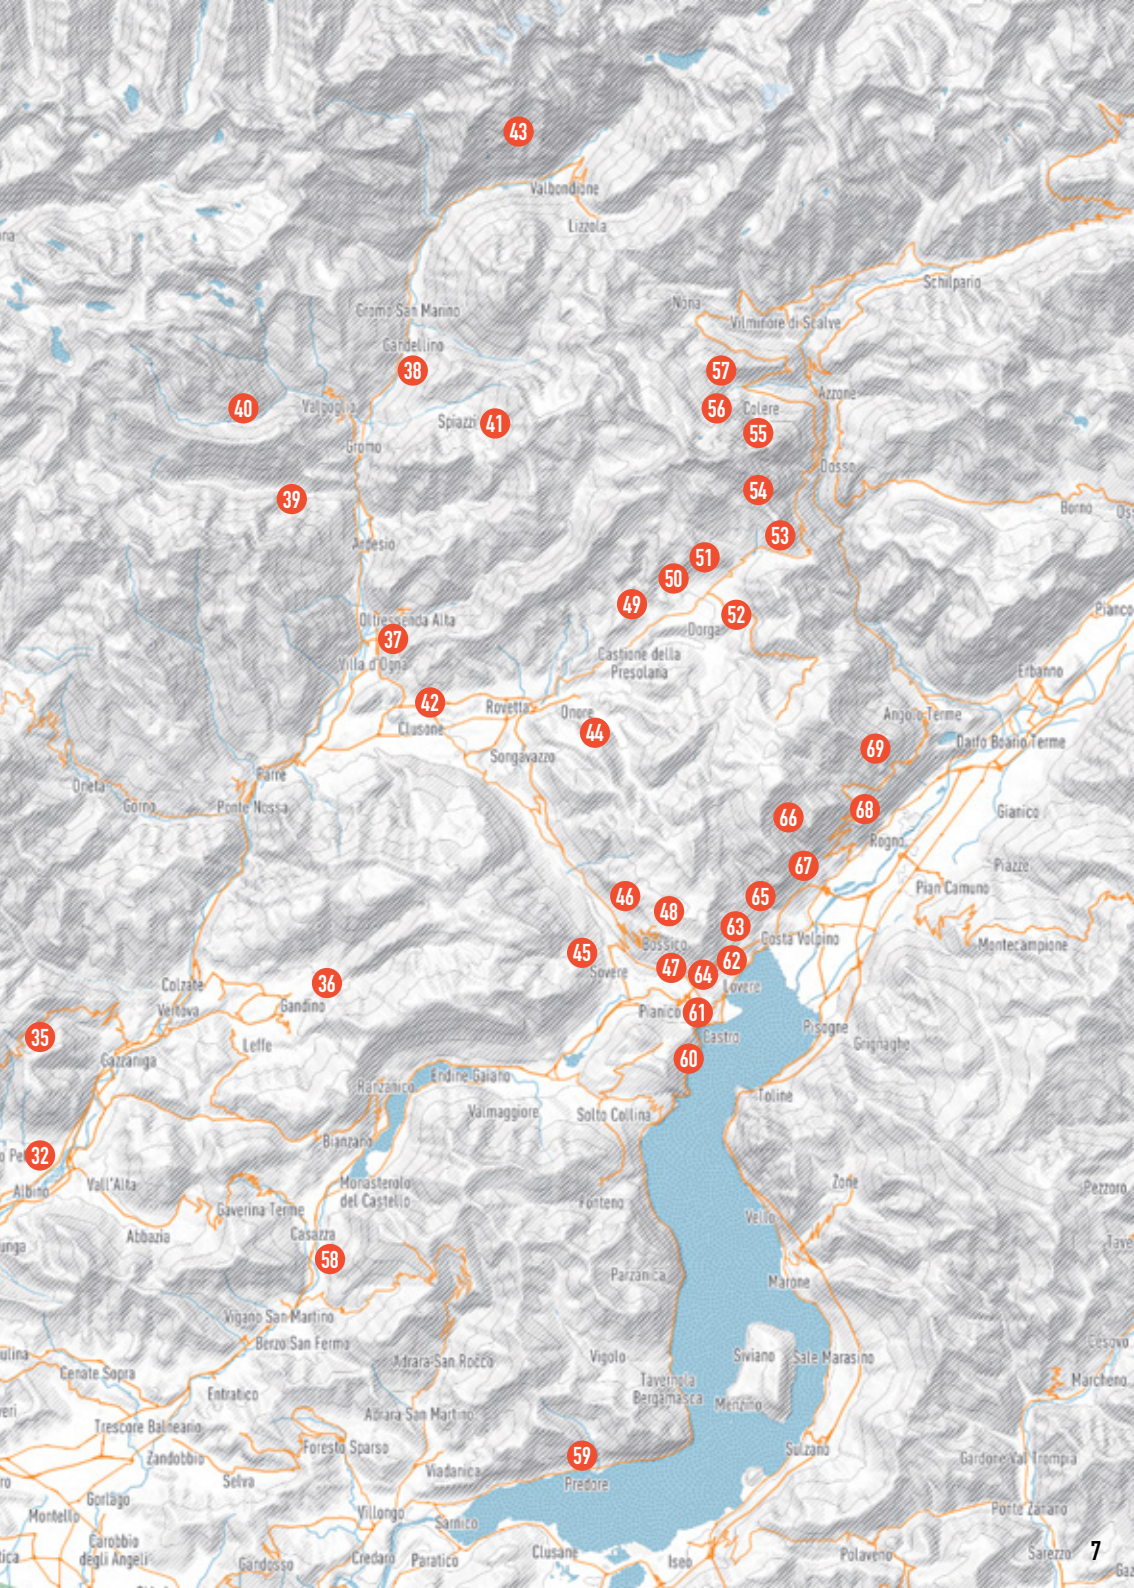 43
Valbondione
Lizzola
na
Schilpario
Nona
Gromo San Marino
Vilminore di Scalve
Gandellino
38
57
Azzone
40
Valgoglio
56
Colere
Spiazzi
41
55
Gromo
Dosso
54
39
Borno
53
Ardesio
51
50
49
Pianco
52
Oltressenda Alta
Dorga
37
Castione della
Presolana
Villa d'Ogna
Erbanno
42
Rovetta
Onore
Angolo Terme
Clusone
44
Darfo Boario Terme
69
Songavazzo
Parre
Oneta
Gorno
Ponte Nossa
68
Gianico
66
Rogno
67
Piazze
Pian Camuno
46
65
48
63
Costa Volpino
Bossico
Montecampione
45
62
Sovere
47
64
36
Colzate
Lovere
Gandino
Vertova
Pianico
61
Pisogne
35
Castro
Leffe
Grignaghe
Gazzaniga
60
Endine Gaiano
Ranzanico
Toline
Valmaggiore
Solto Collina
Bianzano
32
Zone
Albino
Vall'Alta
Monasterolo
del Castello
Pezzoro
Fonteno
Gaverina Terme
Vello
Abbazia
Casazza
unga
Tave
58
Parzanica
Marone
Vigano San Martino
Berzo San Fermo
Cesovo
ulina
Adrara San Rocco
Vigolo
Siviano
Sale Marasino
Cenate Sopra
Tavernola
Bergamasca
Marcheno
Entratico
Menzino
Adrara San Martino
Trescore Balneario
Foresto Sparso
Sulzano
Zandobbio
59
Gardone Val Trompia
Viadanica
Selva
Predore
Gorlago
Ponte Zanano
Montello
Villongo
Sarnico
Carobbio
degli Angeli
tica
Gandosso
Credaro
Paratico
Clusane
Iseo
Polaveno
Sarezzo
7